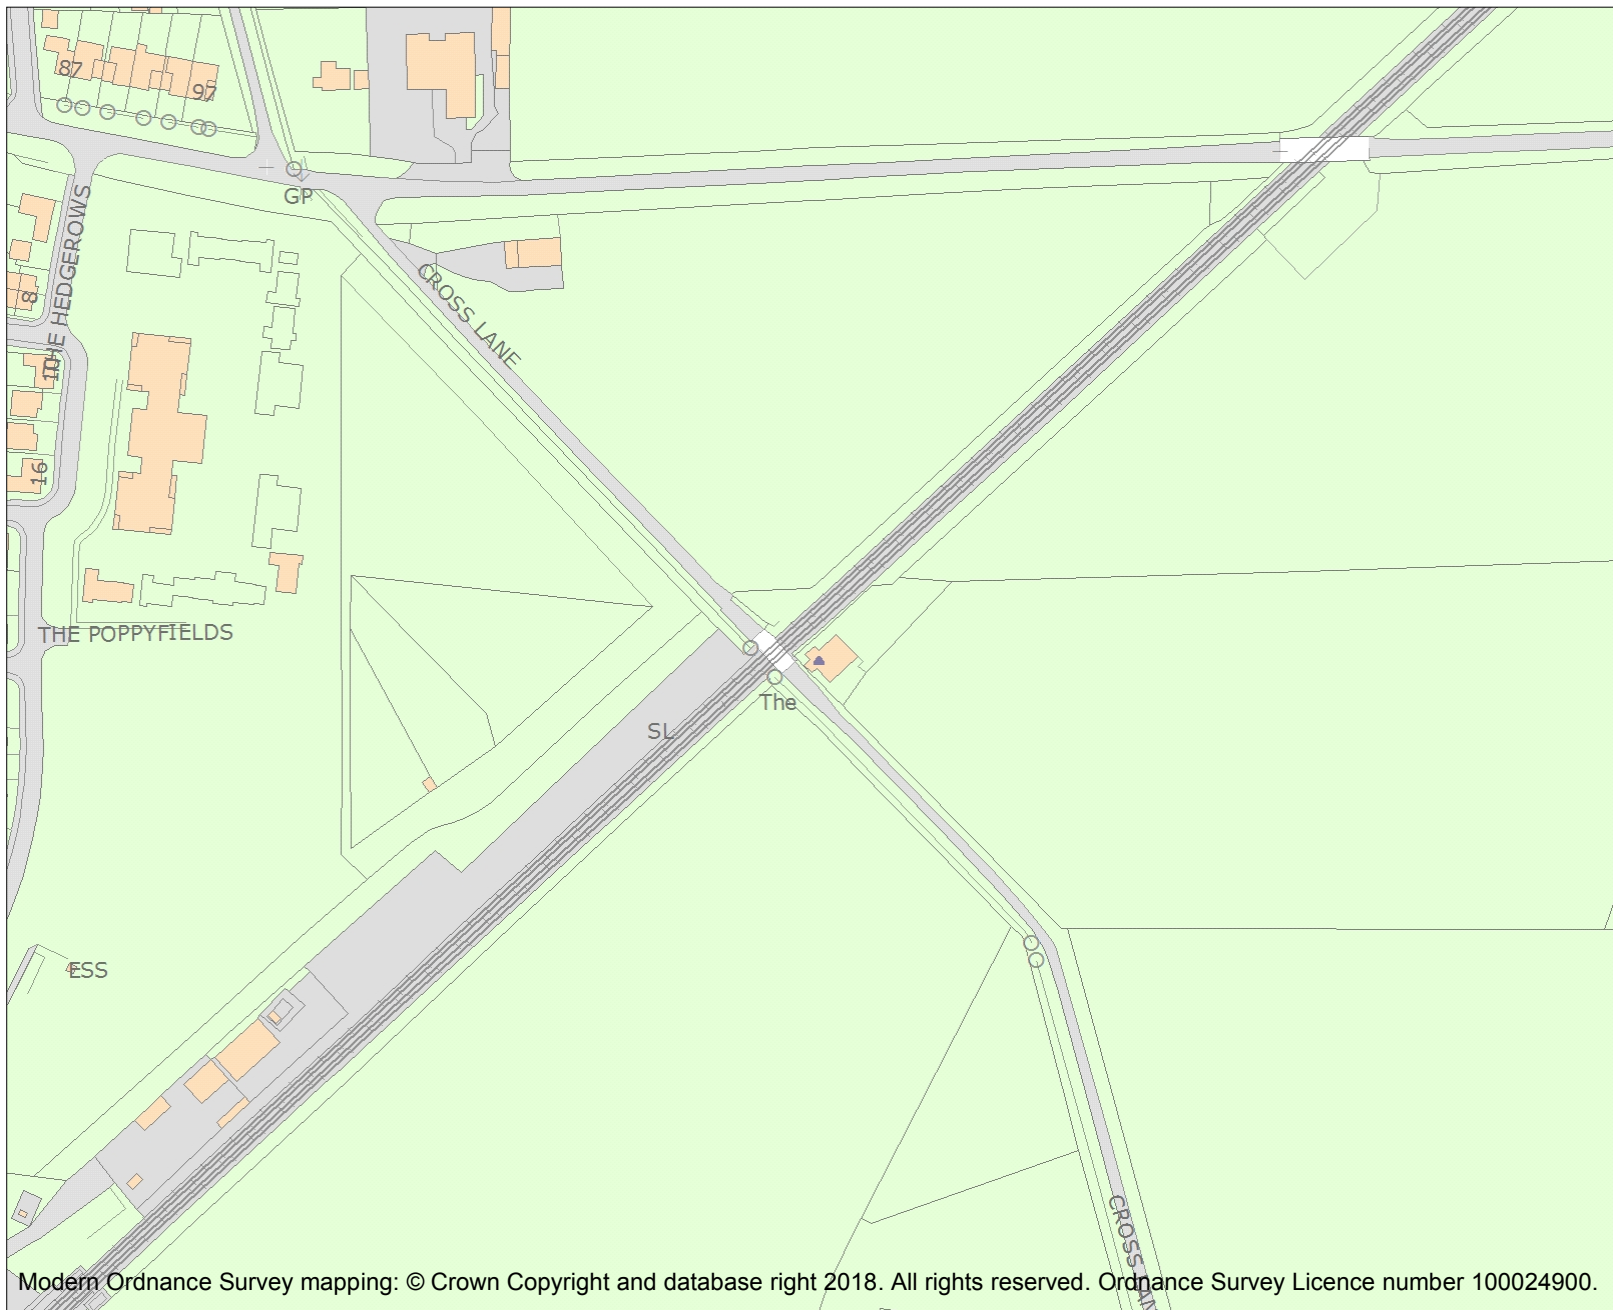 87
97
GP
THE HEDGEROWS
8
CROSS LANE
10
16
THE POPPYFIELDS
The
SL
ESS
CROSS LAN
Modern Ordnance Survey mapping: © Crown Copyright and database right 2018. All rights reserved. Ordnance Survey Licence number 100024900.